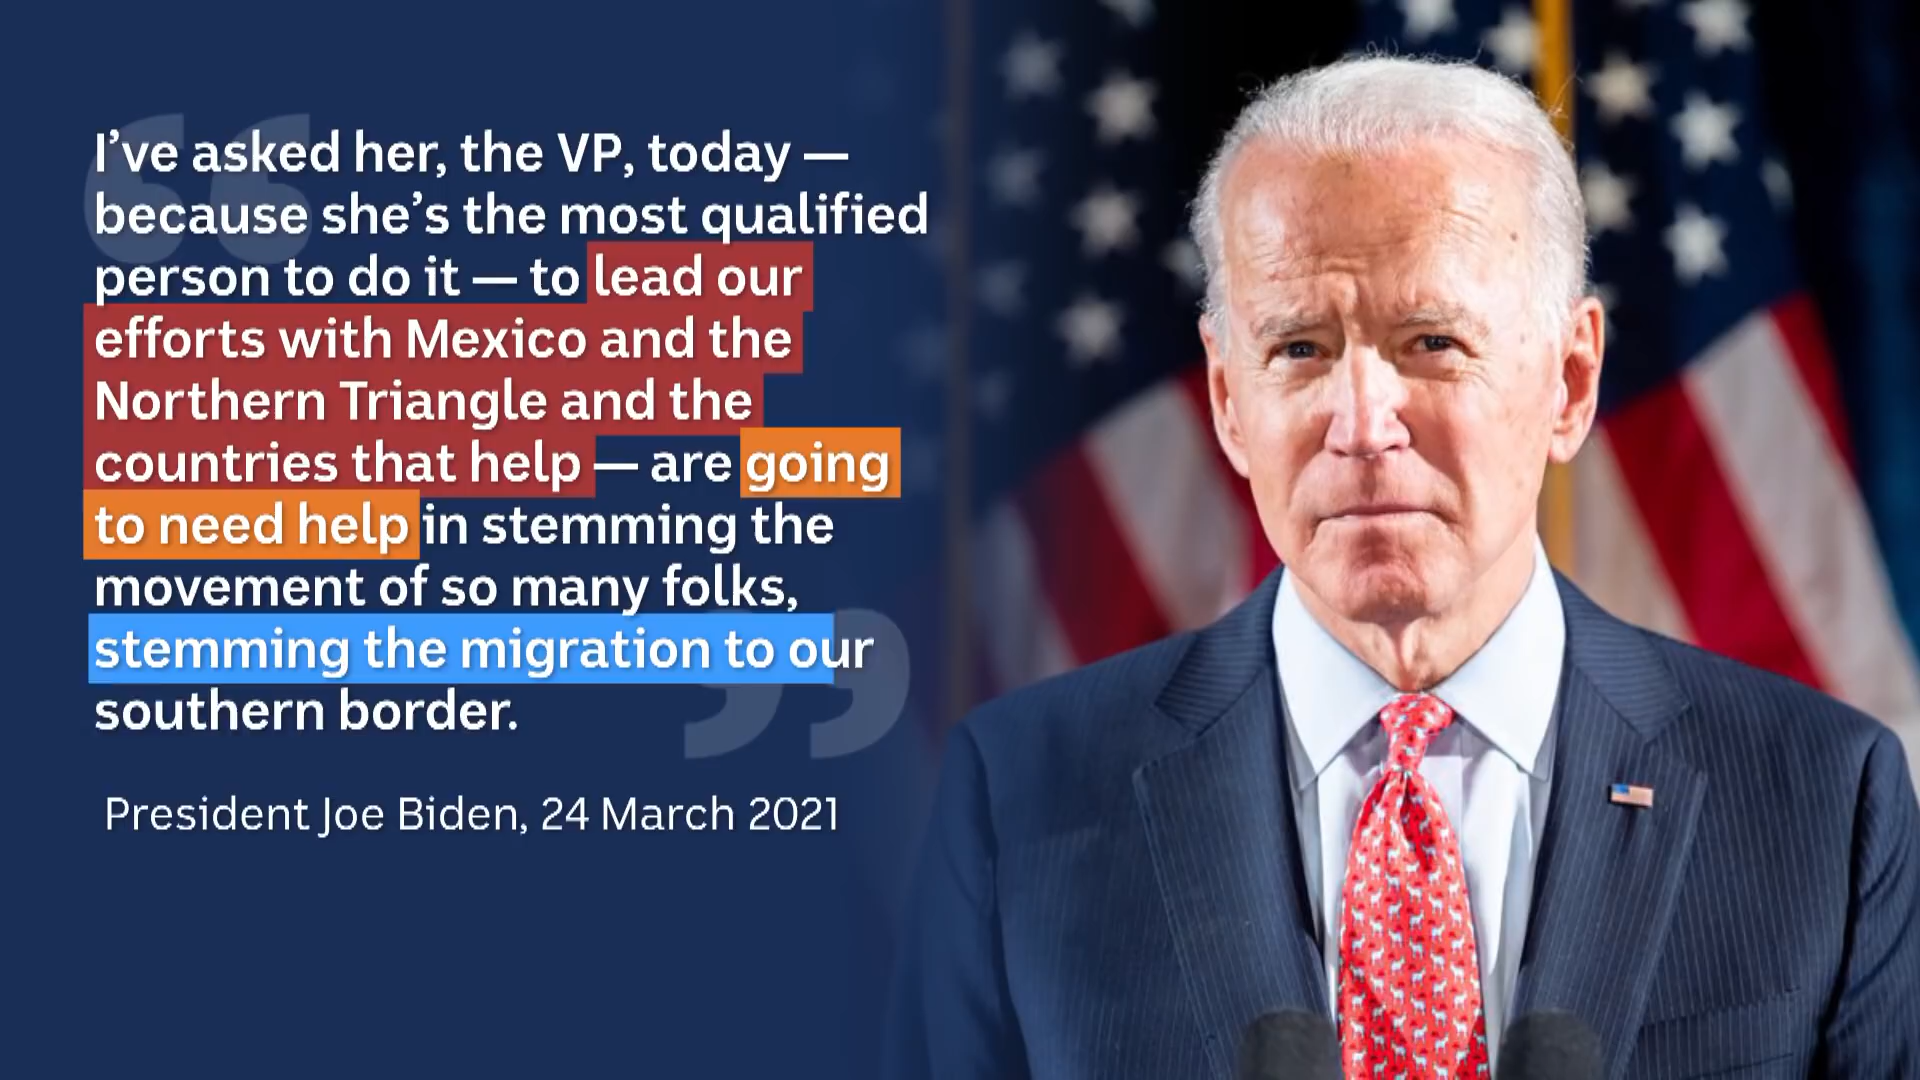 I’ve asked her, the VP, today —
because she’s the most qualified
person to do it — to lead our
efforts with Mexico and the
Northern Triangle and the
countries that help — are going
to need help in stemming the
movement of so many folks,
stemming the migration to our
southern border.
President Joe Biden, 24 March 2021